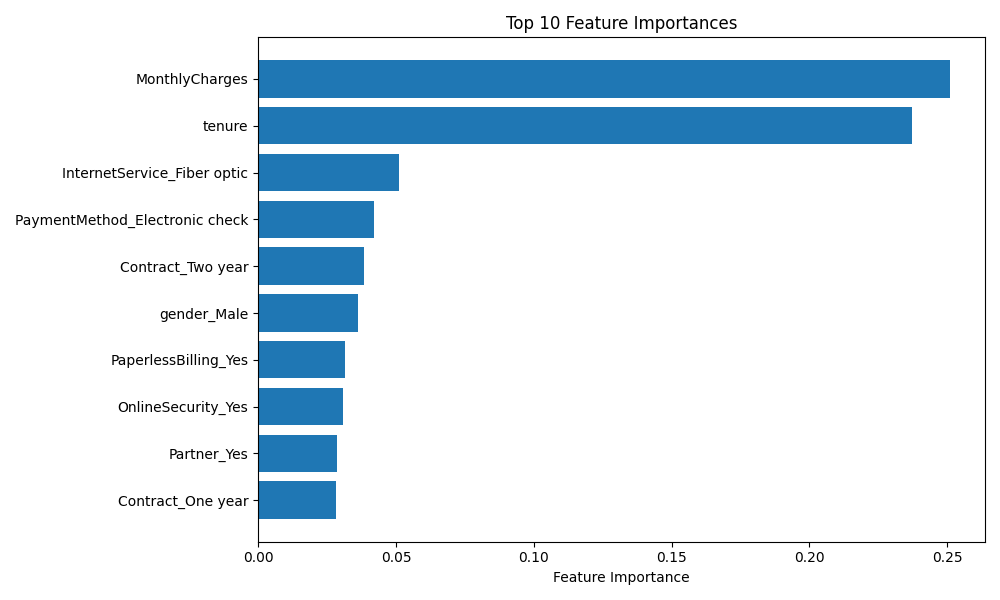 Top 10 Feature Importances
MonthlyCharges
tenure
InternetService_Fiber optic
PaymentMethod_Electronic check
Contract_Two year
gender_Male
PaperlessBilling_Yes
OnlineSecurity_Yes
Partner_Yes
Contract_One year
0.00 0.05 0.10 0.15 0.20 0.25
Feature Importance